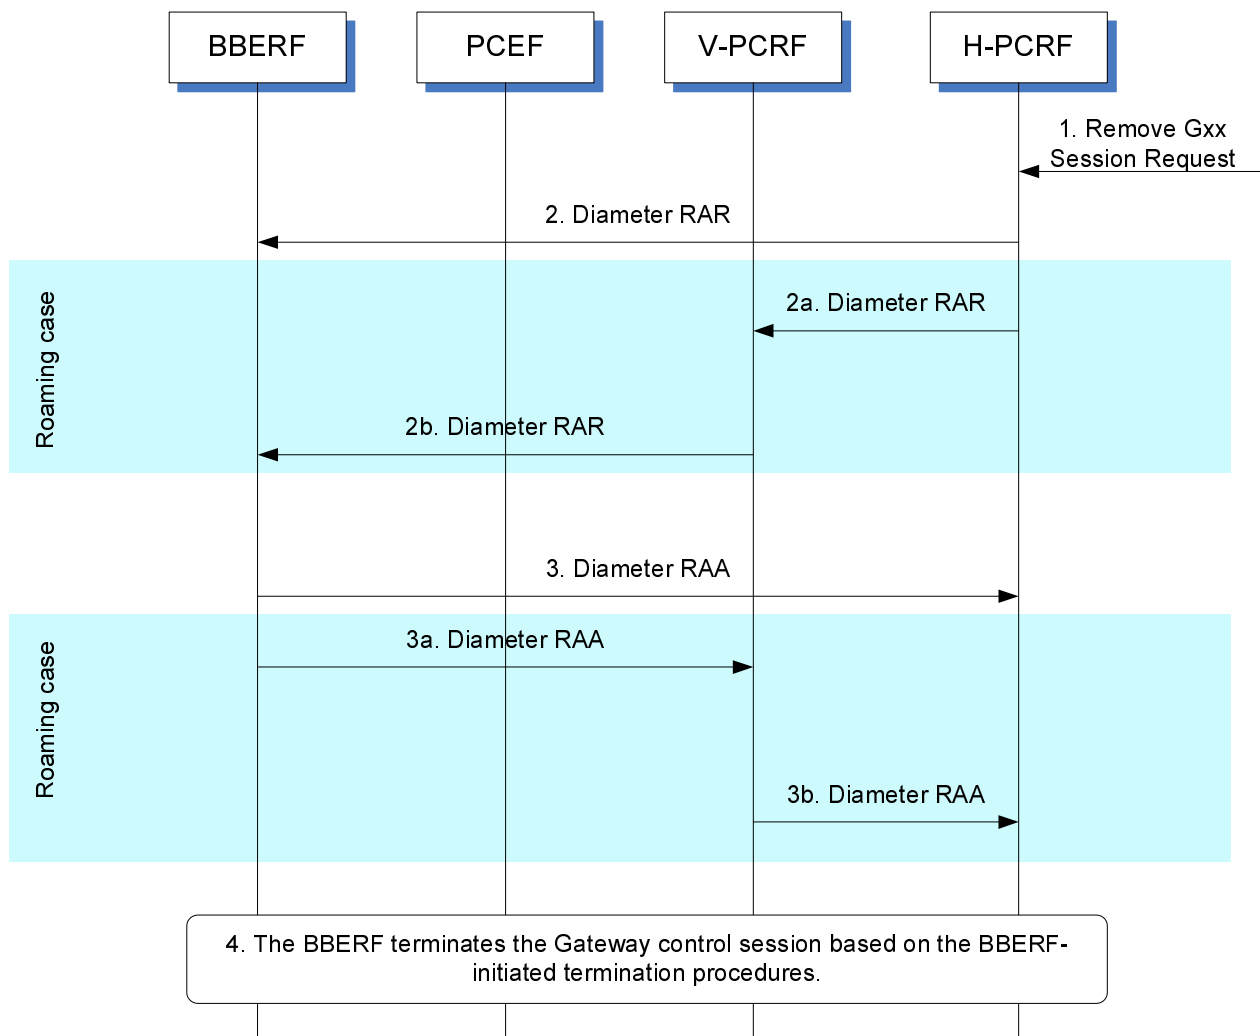 BBERF
PCEF
V-PCRF
H-PCRF
1. Remove Gxx
Session Request
2. Diameter RAR
Roaming case
2a. Diameter RAR
2b. Diameter RAR
3. Diameter RAA
Roaming case
3a. Diameter RAA
3b. Diameter RAA
4. The BBERF terminates the Gateway control session based on the BBERF-
initiated termination procedures.